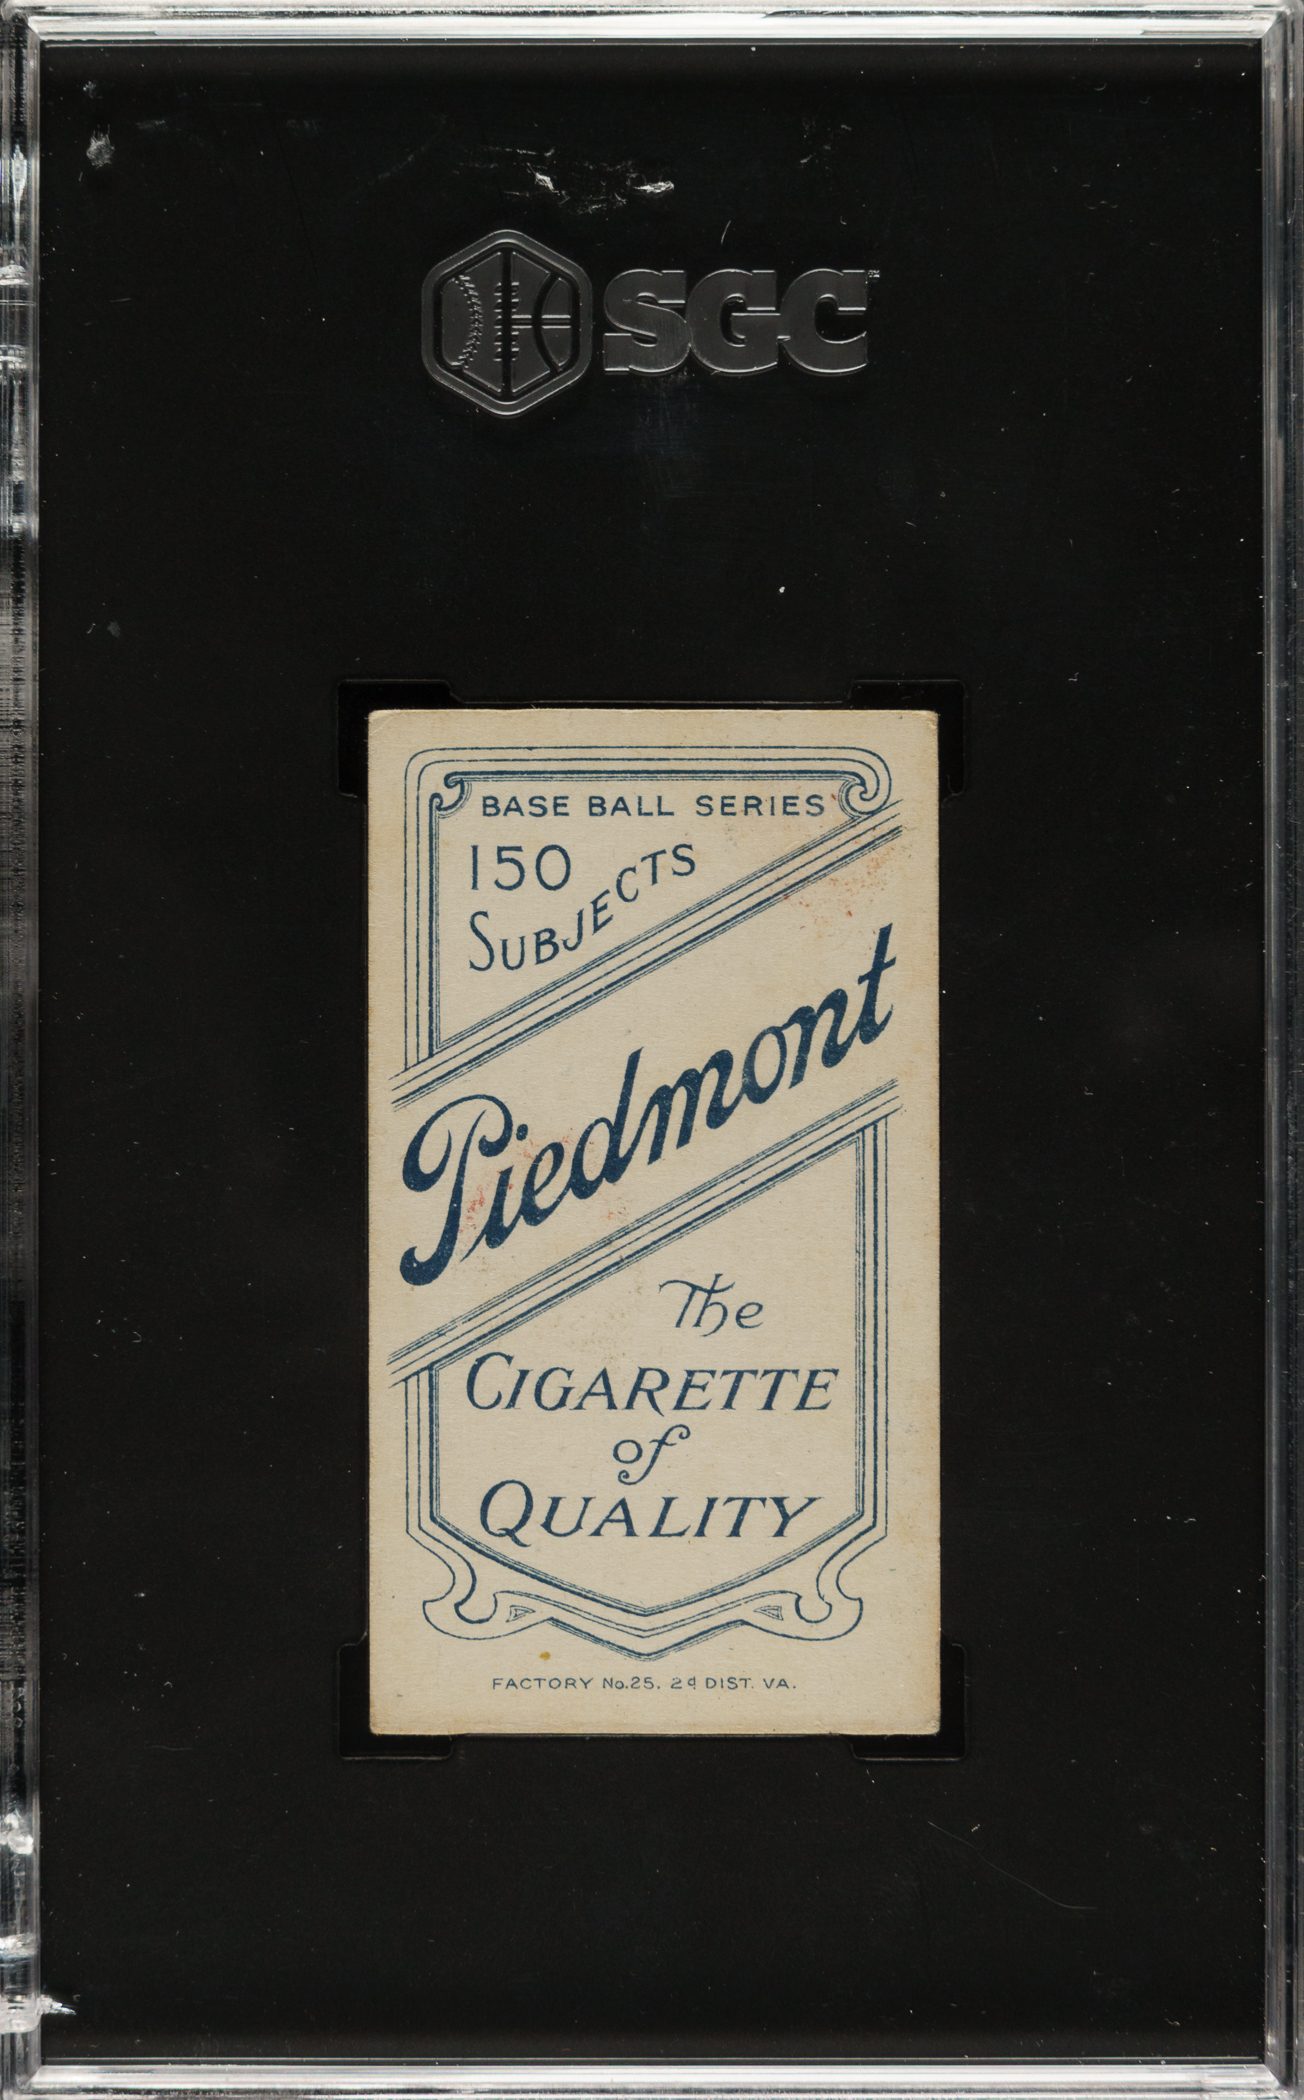 SGC
BASE BALL SERIES
150
SUBJECTS
Piedmont
The
CIGARETTE
of
QUALITY
FACTORY No.25. 2d DIST. VA.